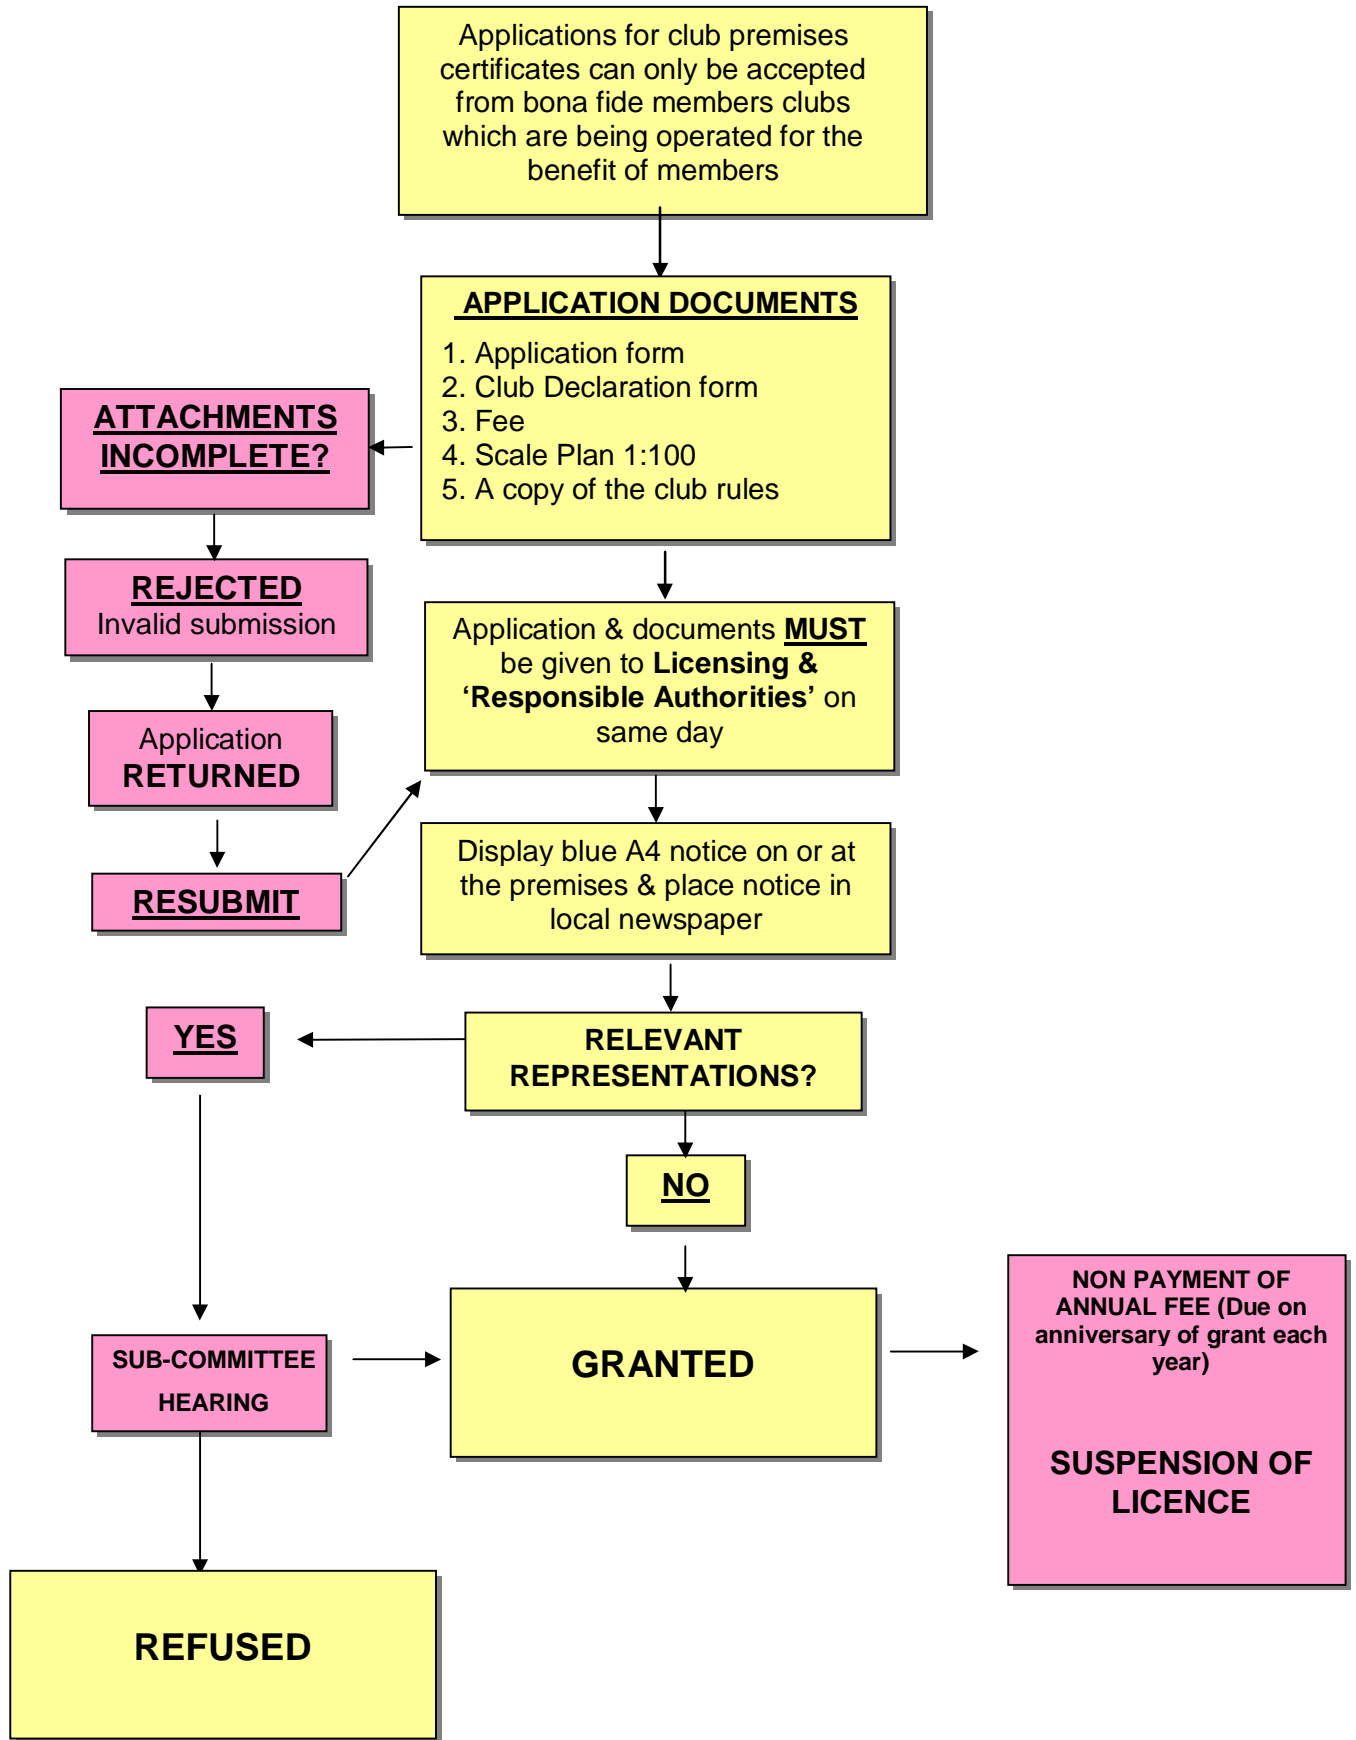 Applications for club premises
certificates can only be accepted
from bona fide members clubs
which are being operated for the
benefit of members
APPLICATION DOCUMENTS
1. Application form
2. Club Declaration form
3. Fee
4. Scale Plan 1:100
5. A copy of the club rules
ATTACHMENTS
INCOMPLETE?
REJECTED
Invalid submission
Application
RETURNED
RESUBMIT
Application & documents MUST
be given to Licensing &
‘Responsible Authorities’ on
same day
Display blue A4 notice on or at
the premises & place notice in
local newspaper
RELEVANT
REPRESENTATIONS?
YES
NO
SUB-COMMITTEE
HEARING
GRANTED
NON PAYMENT OF
ANNUAL FEE (Due on
anniversary of grant each
year)
SUSPENSION OF
LICENCE
REFUSED